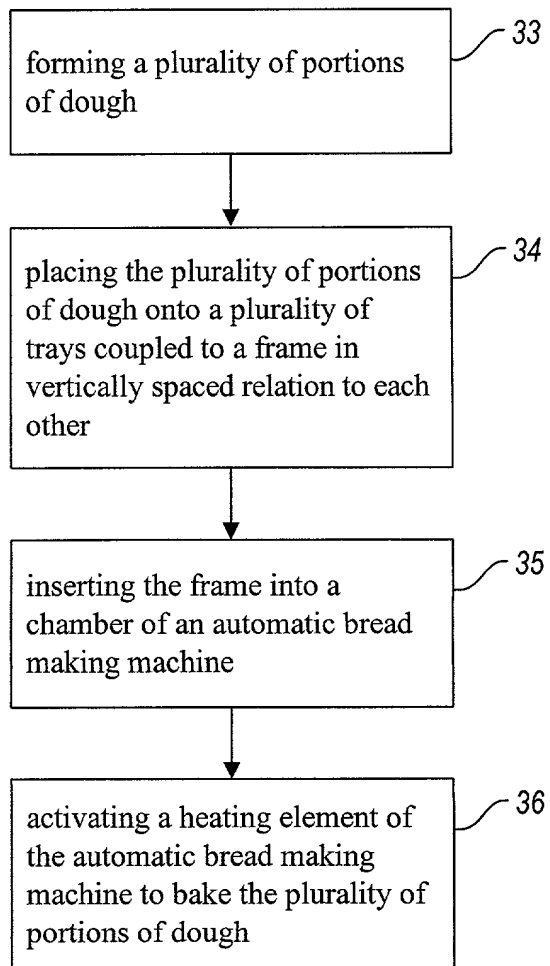 33
forming a plurality of portions
of dough
34
placing the plurality of portions
of dough onto a plurality of
trays coupled to a frame in
vertically spaced relation to each
other
35
inserting the frame into a
chamber of an automatic bread
making machine
36
activating a heating element of
the automatic bread making
machine to bake the plurality of
portions of dough